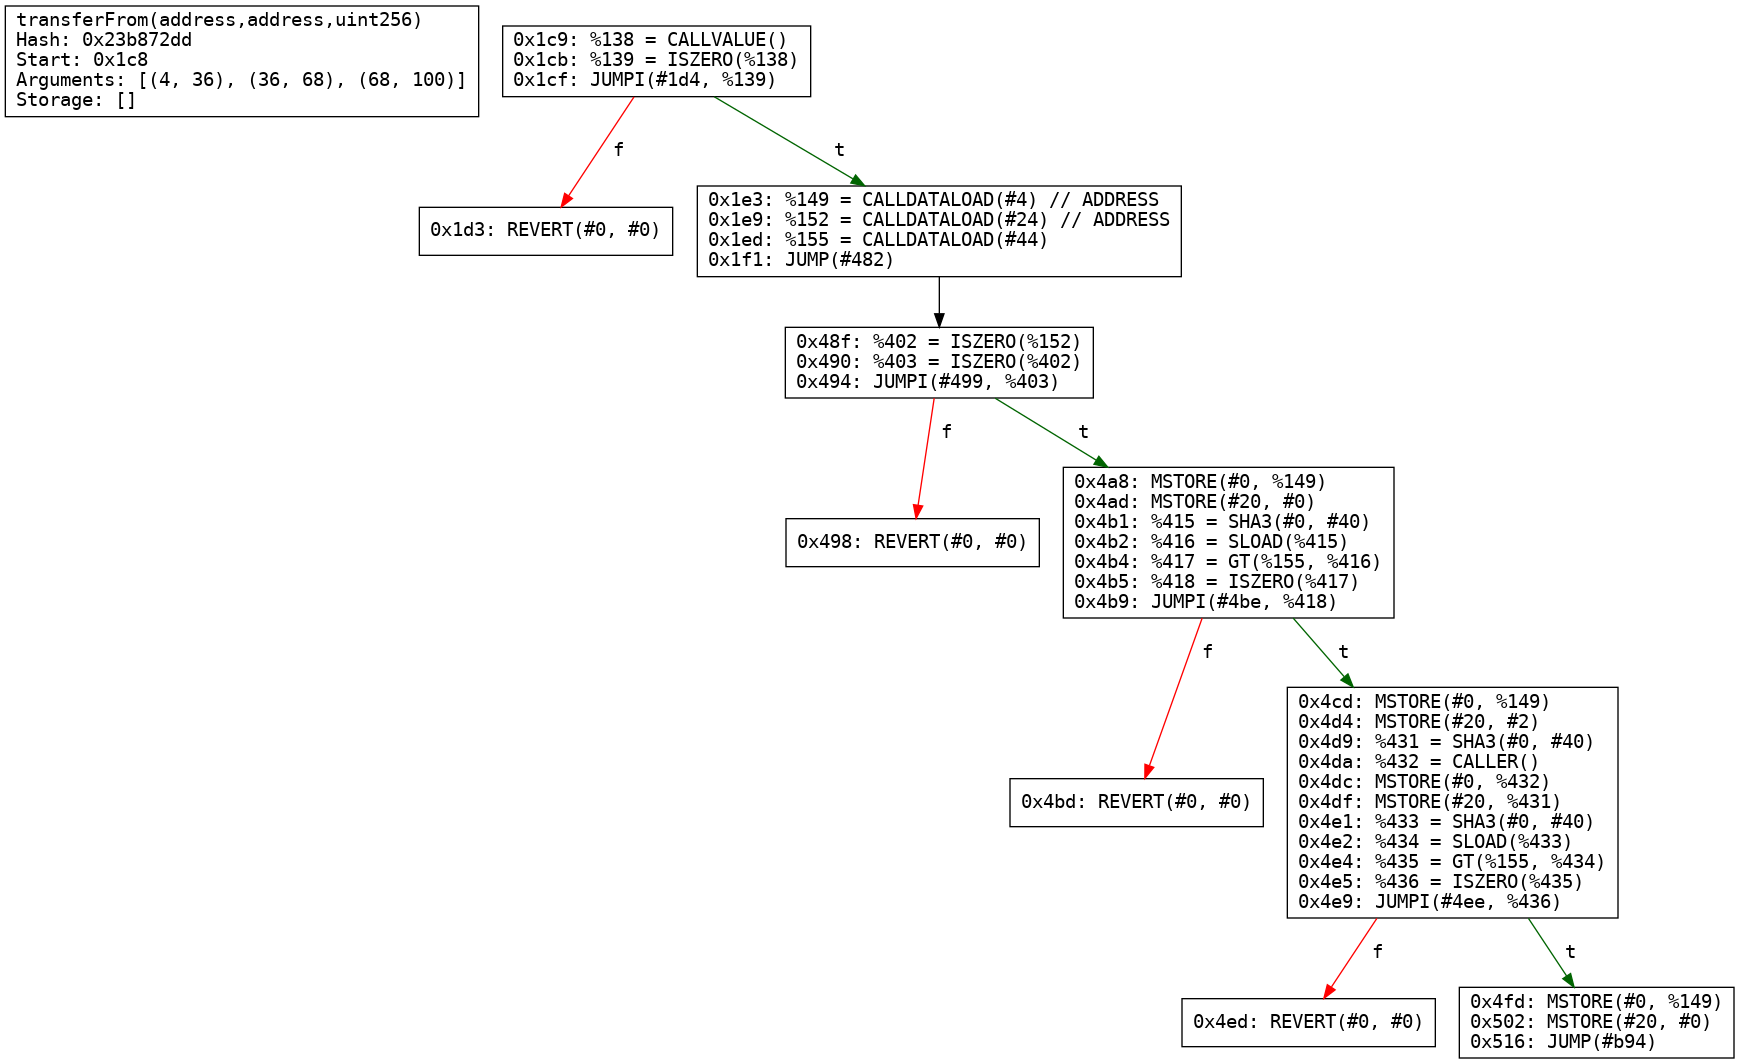 transferFrom(address,address,uint256)
Hash: 0x23b872dd
Start: 0x1c8
Arguments: [(4, 36), (36, 68), (68, 100)]
Storage: []
0x1c9: %138 = CALLVALUE()
0x1cb: %139 = ISZERO(%138)
0x1cf: JUMPI(#1d4, %139)
f
t
0x1d3: REVERT(#0, #0)
0x1e3: %149 = CALLDATALOAD(#4) // ADDRESS
0x1e9: %152 = CALLDATALOAD(#24) // ADDRESS
0x1ed: %155 = CALLDATALOAD(#44)
0x1f1: JUMP(#482)
0x48f: %402 = ISZERO(%152)
0x490: %403 = ISZERO(%402)
0x494: JUMPI(#499, %403)
f
t
0x498: REVERT(#0, #0)
0x4a8: MSTORE(#0, %149)
0x4ad: MSTORE(#20, #0)
0x4b1: %415 = SHA3(#0, #40)
0x4b2: %416 = SLOAD(%415)
0x4b4: %417 = GT(%155, %416)
0x4b5: %418 = ISZERO(%417)
0x4b9: JUMPI(#4be, %418)
f
t
0x4bd: REVERT(#0, #0)
0x4cd: MSTORE(#0, %149)
0x4d4: MSTORE(#20, #2)
0x4d9: %431 = SHA3(#0, #40)
0x4da: %432 = CALLER()
0x4dc: MSTORE(#0, %432)
0x4df: MSTORE(#20, %431)
0x4e1: %433 = SHA3(#0, #40)
0x4e2: %434 = SLOAD(%433)
0x4e4: %435 = GT(%155, %434)
0x4e5: %436 = ISZERO(%435)
0x4e9: JUMPI(#4ee, %436)
f
t
0x4ed: REVERT(#0, #0)
0x4fd: MSTORE(#0, %149)
0x502: MSTORE(#20, #0)
0x516: JUMP(#b94)